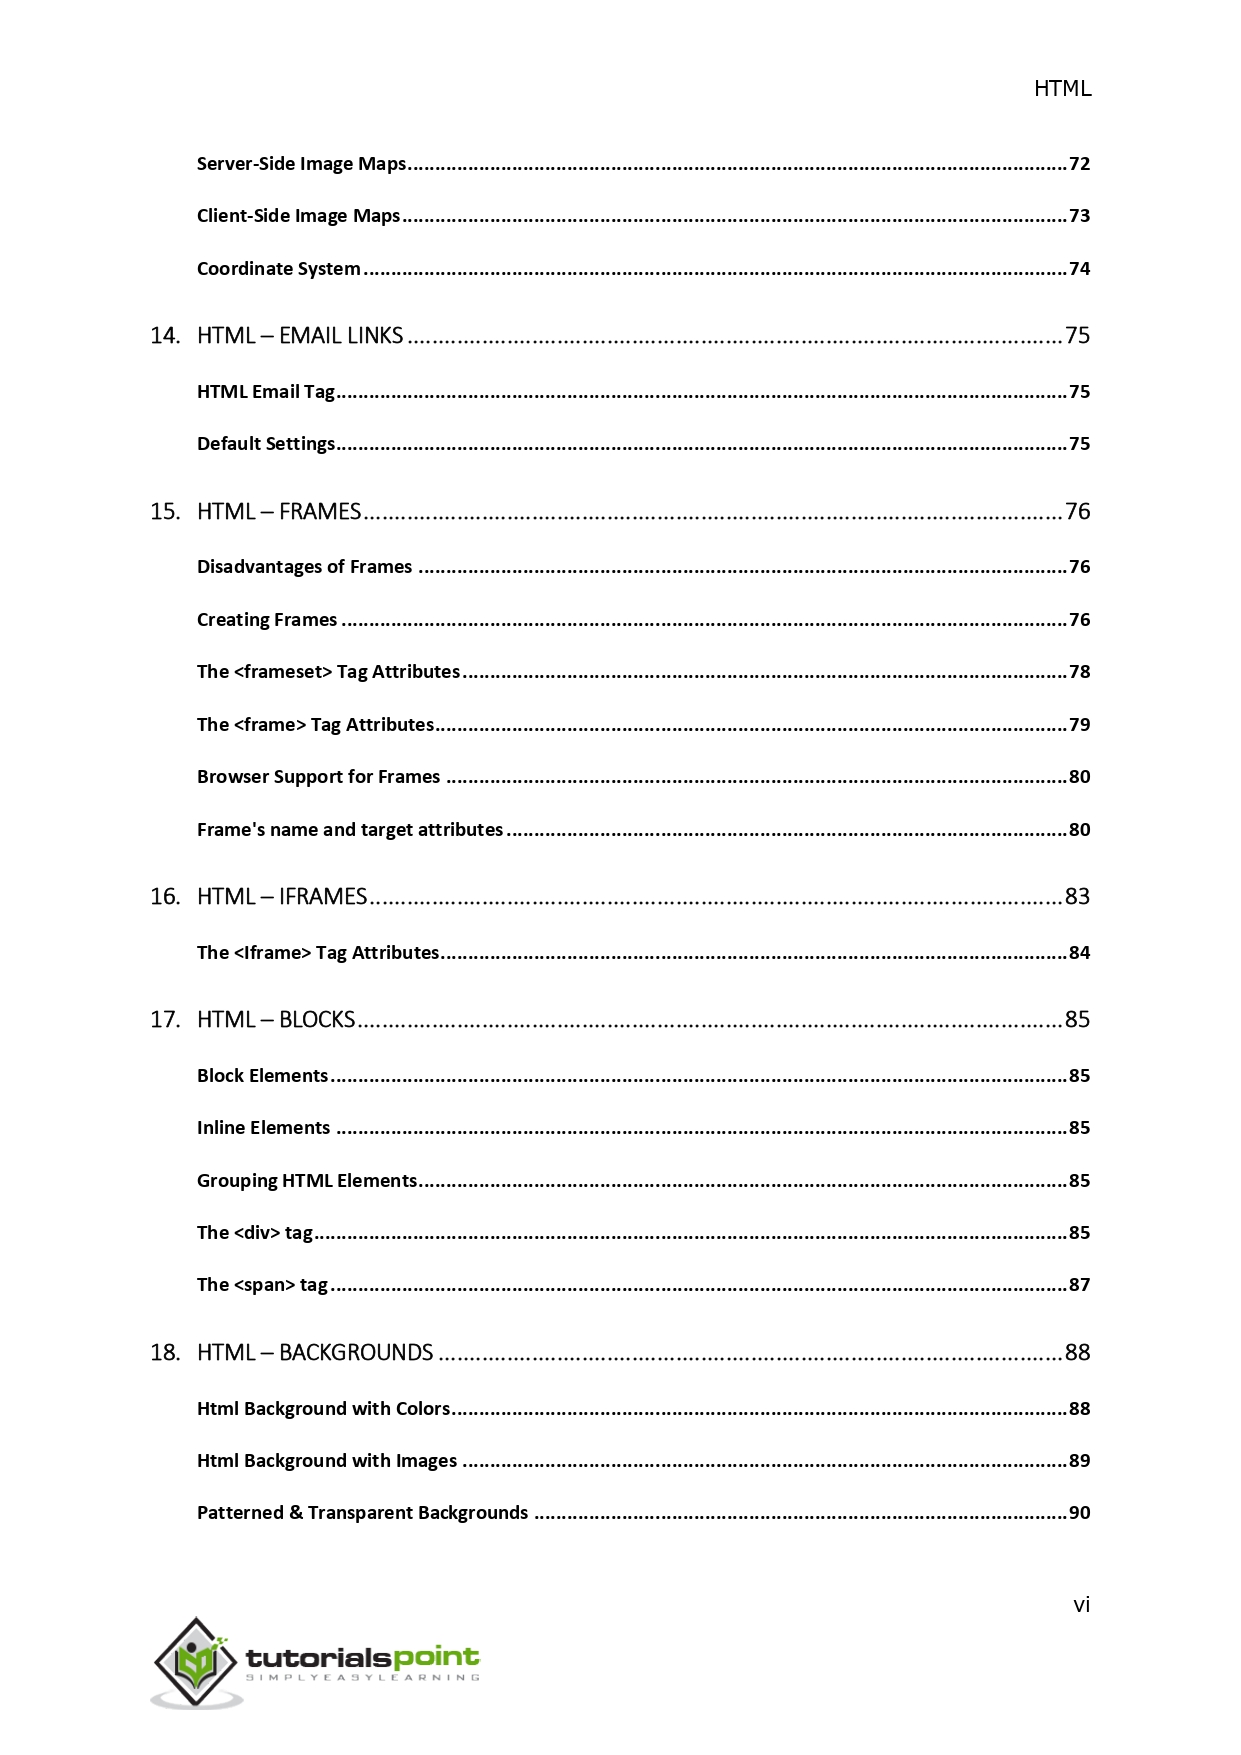 HTML
Server-Side Image Maps........................................................................................................................72
Client-Side Image Maps.........................................................................................................................73
Coordinate System................................................................................................................................74
14. HTML – EMAIL LINKS .........................................................................................................75
HTML Email Tag.....................................................................................................................................75
Default Settings.....................................................................................................................................75
15. HTML – FRAMES................................................................................................................76
Disadvantages of Frames ......................................................................................................................76
Creating Frames ....................................................................................................................................76
The <frameset> Tag Attributes..............................................................................................................78
The <frame> Tag Attributes...................................................................................................................79
Browser Support for Frames .................................................................................................................80
Frame's name and target attributes......................................................................................................80
16. HTML – IFRAMES...............................................................................................................83
The <Iframe> Tag Attributes..................................................................................................................84
17. HTML – BLOCKS.................................................................................................................85
Block Elements......................................................................................................................................85
Inline Elements .....................................................................................................................................85
Grouping HTML Elements......................................................................................................................85
The <div> tag.........................................................................................................................................85
The <span> tag......................................................................................................................................87
18. HTML – BACKGROUNDS ....................................................................................................88
Html Background with Colors................................................................................................................88
Html Background with Images ..............................................................................................................89
Patterned & Transparent Backgrounds .................................................................................................90
vi
tutorialspoint
SIMPLYEASYLEARNING